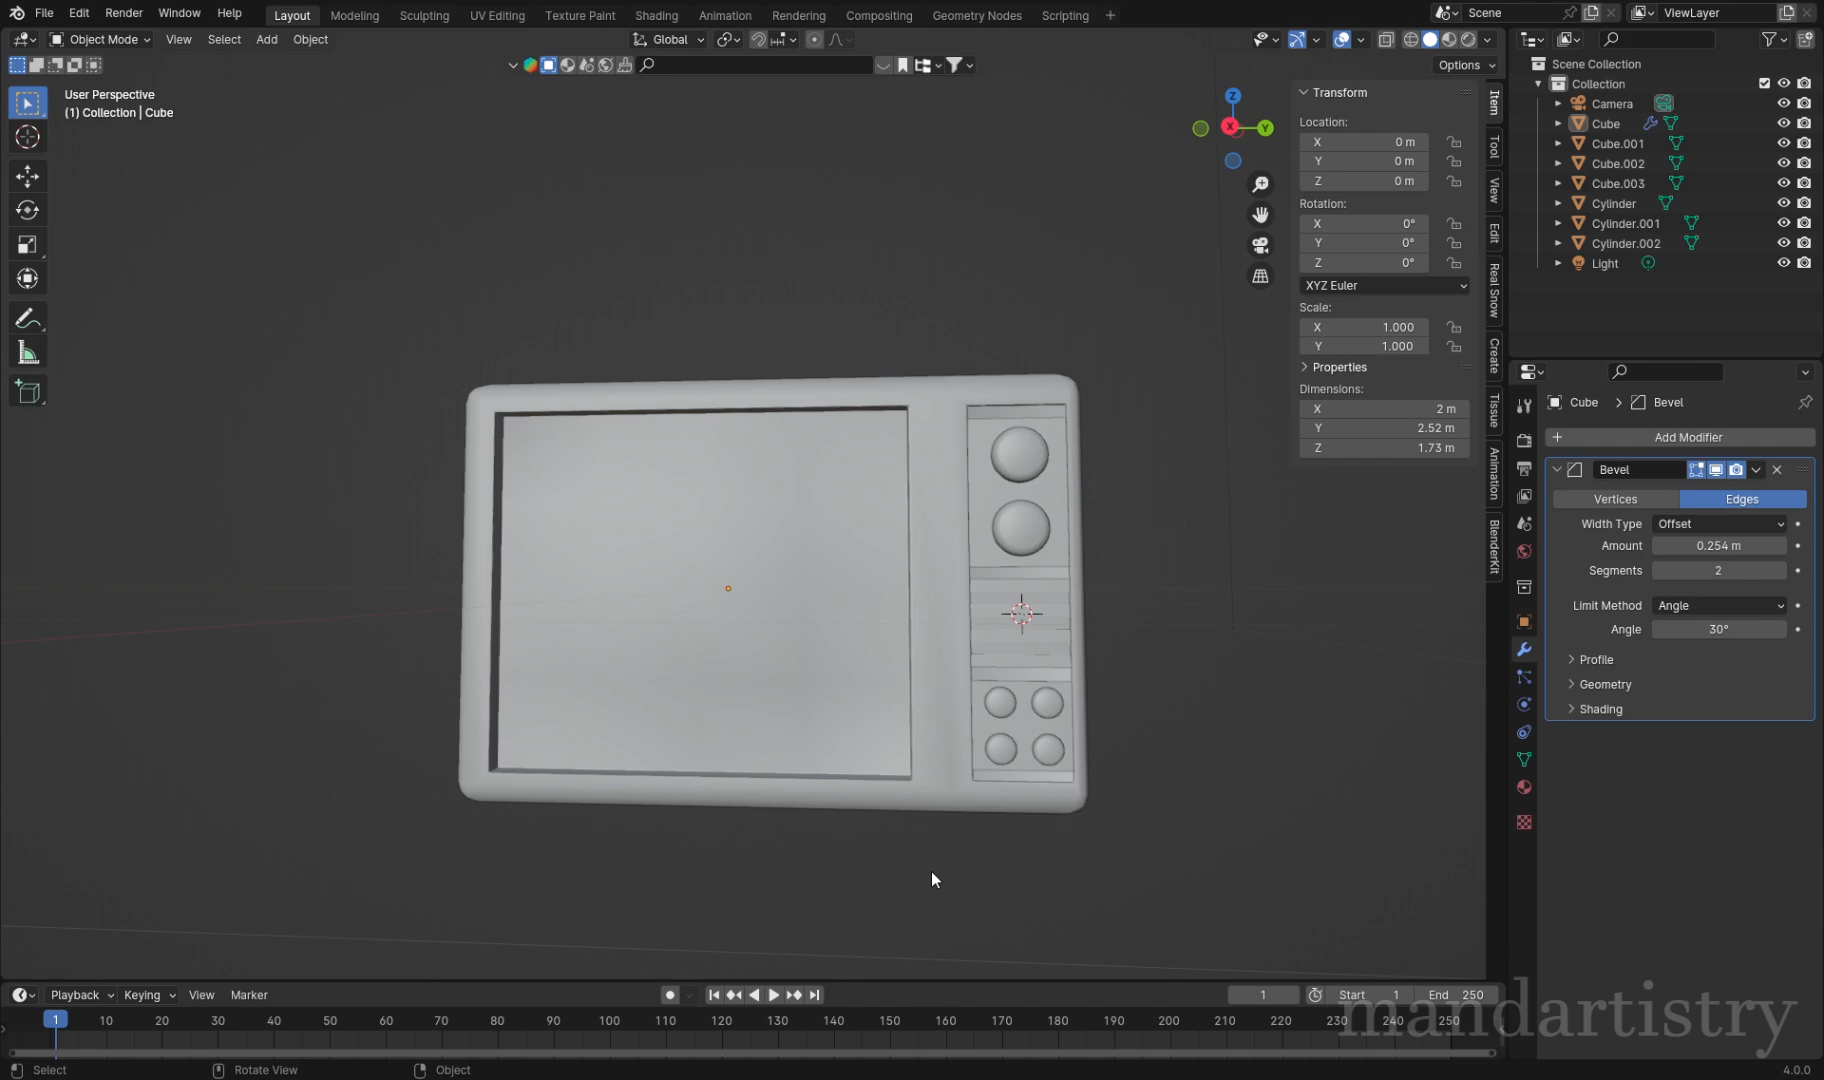 File Edit Render Window Help Layout Modeling Sculpting UV Editing Texture Paint Shading Animation Rendering Compositing Geometry Nodes Scripting + Scene ViewLayer
Object Mode View Select Add Object Global
Options
User Perspective
(1) Collection | Cube
Z
X
Y
Transform
Location:
X 0 m
Y 0 m
Z 0 m
Rotation:
X 0°
Y 0°
Z 0°
XYZ Euler
Scale:
X 1.000
Y 1.000
Properties
Dimensions:
X 2 m
Y 2.52 m
Z 1.73 m
Item
Tool
View
Edit
Real Snow
Create
Tissue
Animation
BlenderKit
Scene Collection
Collection
Camera
Cube
Cube.001
Cube.002
Cube.003
Cylinder
Cylinder.001
Cylinder.002
Light
Cube > Bevel
+ Add Modifier
Bevel
Vertices Edges
Width Type Offset
Amount 0.254 m
Segments 2
Limit Method Angle
Angle 30°
Profile
Geometry
Shading
Playback Keying View Marker 1 Start 1 End 250
1 10 20 30 40 50 60 70 80 90 100 110 120 130 140 150 160 170 180 190 200 210 220 230 240 250
mandartistry
Select Rotate View Object 4.0.0